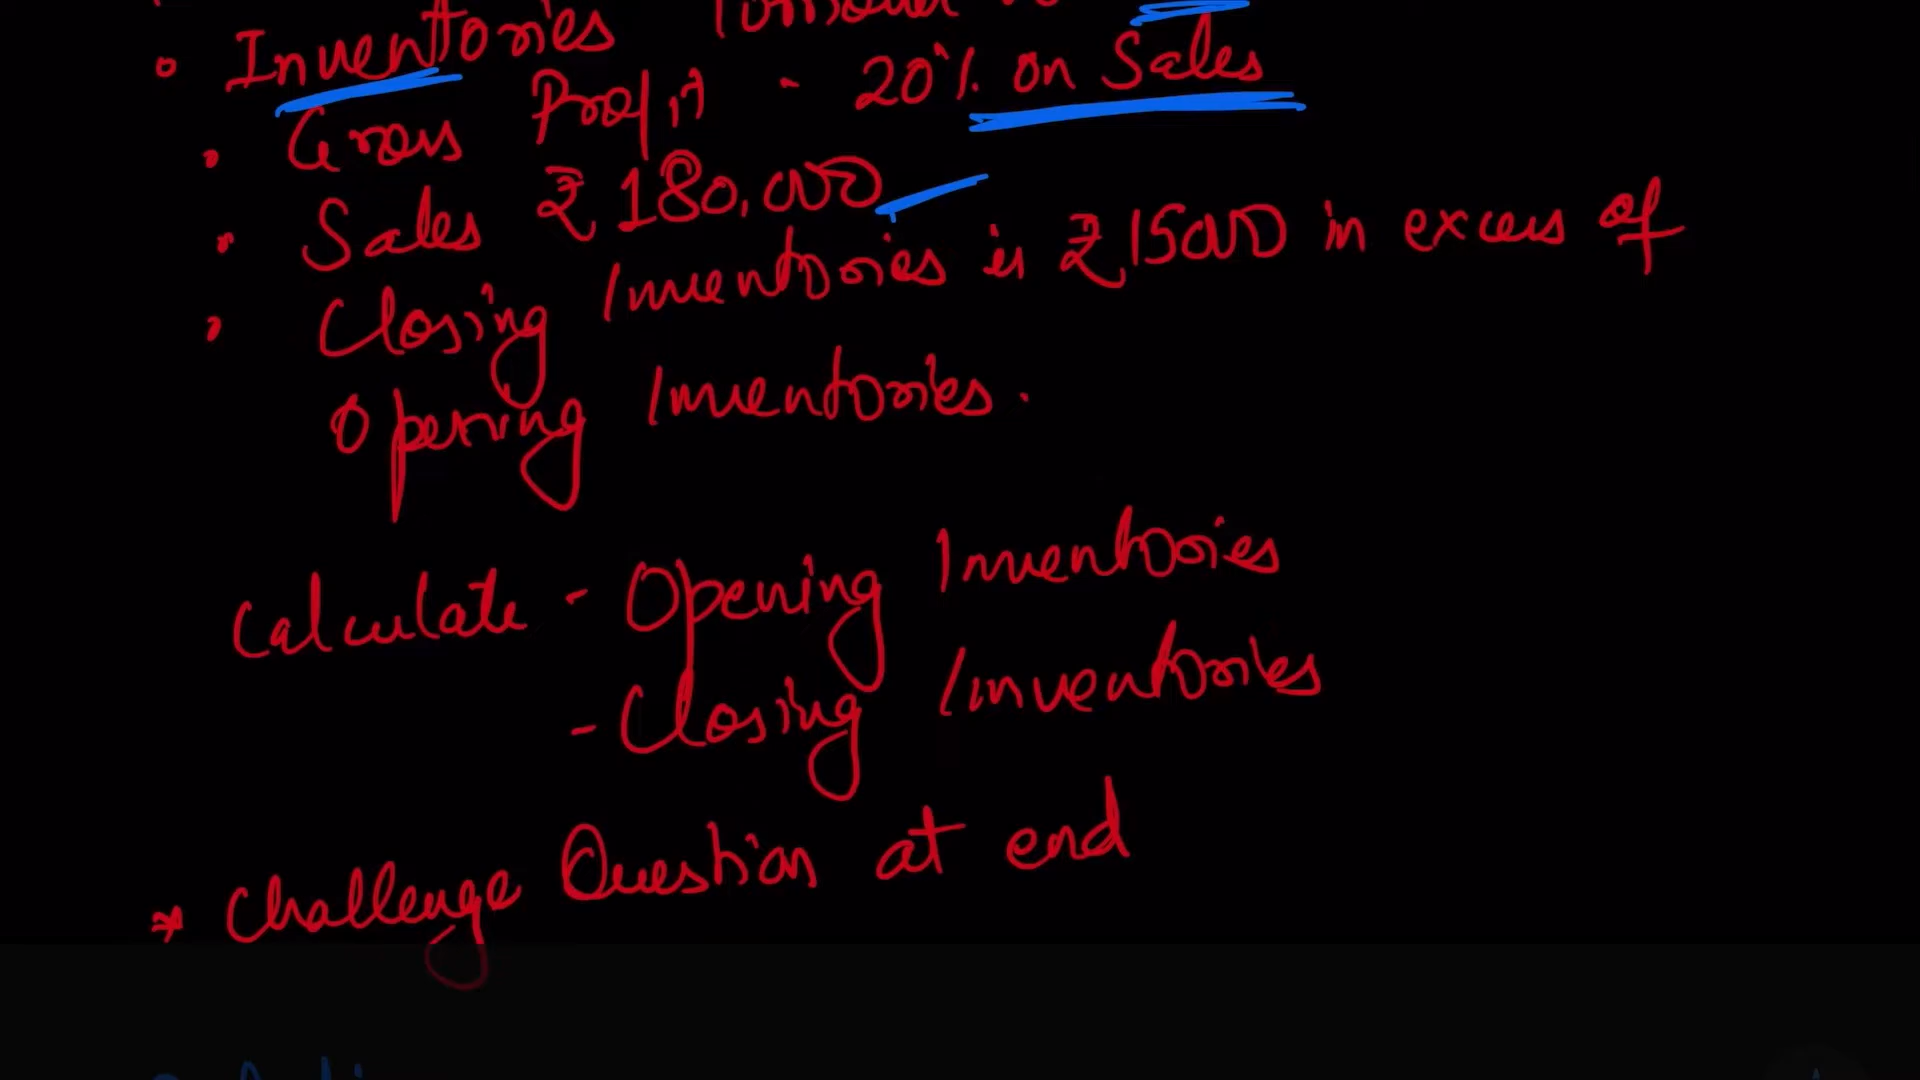 • Inventories
• Gross Profit - 20% on Sales
• Sales ₹180,000
• Closing Inventories is ₹15000 in excess of
Opening Inventories.
Calculate - Opening Inventories
- Closing Inventories
* Challenge Question at end